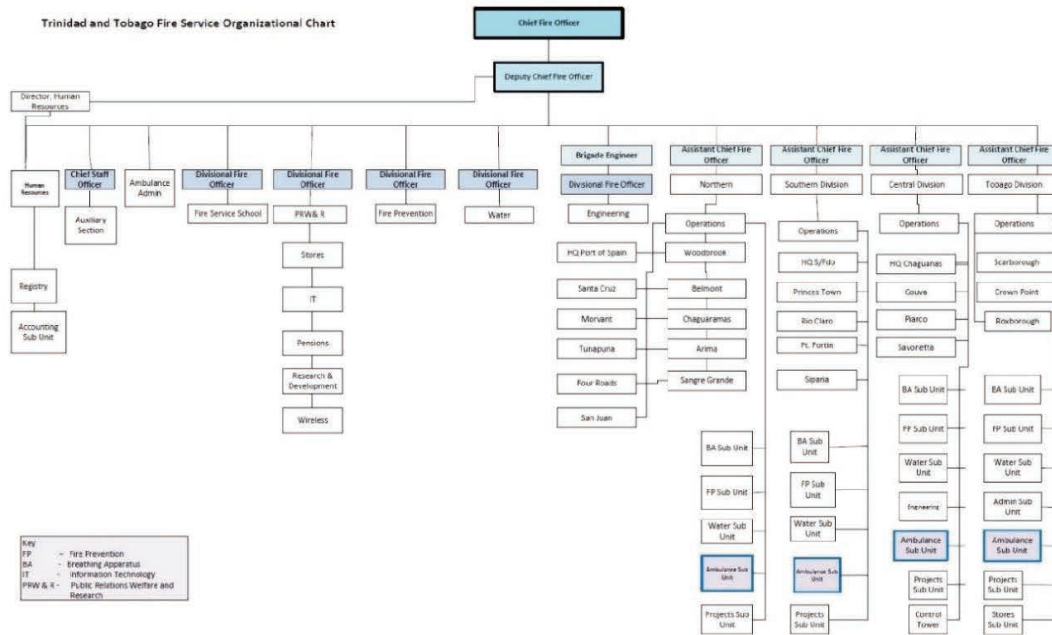 Trinidad and Tobago Fire Service Organizational Chart
Chief Fire Officer
Deputy Chief Fire Officer
Director, Human
Resources
Human
Resources
Registry
Accounting
Sub Unit
Chief Staff
Officer
Auxiliary
Section
Ambulance
Admin
Divisional Fire
Officer
Fire Service School
Divisional Fire
Officer
PRW& R
Stores
IT
Pensions
Research &
Development
Wireless
Divisional Fire
Officer
Fire Prevention
Divisional Fire
Officer
Water
Brigade Engineer
Divisional Fire Officer
Engineering
Assistant Chief Fire
Officer
Northern
Operations
HQ Port of Spain
Woodbrook
Santa Cruz
Belmont
Morvant
Chaguaramas
Tunapuna
Arima
Four Roads
Sangre Grande
San Juan
BA Sub Unit
FP Sub Unit
Water Sub
Unit
Ambulance Sub
Unit
Projects Sub
Unit
Assistant Chief Fire
Officer
Southern Division
Operations
HQ S/Fdo
Princes Town
Rio Claro
Pt. Fortin
Siparia
BA Sub
Unit
FP Sub
Unit
Water Sub
Unit
Ambulance Sub
Unit
Projects Sub
Unit
Assistant Chief Fire
Officer
Central Division
Operations
HQ Chaguanas
Couva
Piarco
Savonetta
BA Sub Unit
FP Sub Unit
Water Sub
Unit
Engineering
Ambulance
Sub Unit
Projects
Sub Unit
Control
Tower
Assistant Chief Fire
Officer
Tobago Division
Operations
Scarborough
Crown Point
Roxborough
BA Sub Unit
FP Sub Unit
Water Sub
Unit
Admin Sub
Unit
Ambulance
Sub Unit
Projects Sub
Unit
Stores
Sub Unit
Key
FP – Fire Prevention
BA - Breathing Apparatus
IT - Information Technology
PRW & R - Public Relations Welfare and
Research